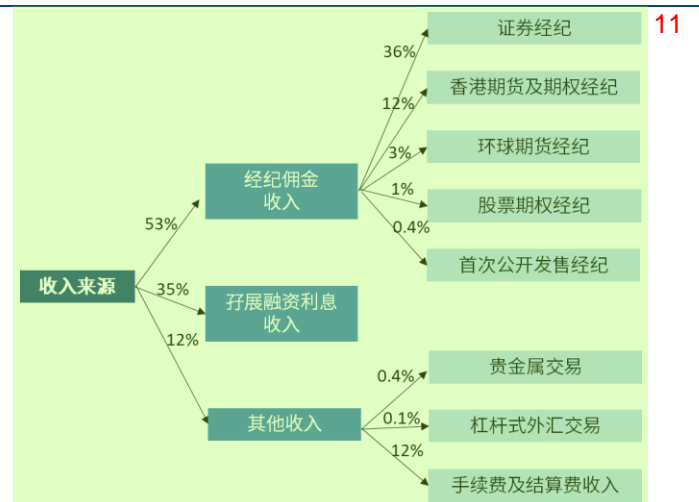 11
证券经纪
36%
香港期货及期权经纪
12%
环球期货经纪
3%
经纪佣金
收入
1%
股票期权经纪
53%
0.4%
首次公开发售经纪
收入来源
35%
孖展融资利息
收入
12%
贵金属交易
0.4%
其他收入
0.1%
杠杆式外汇交易
12%
手续费及结算费收入